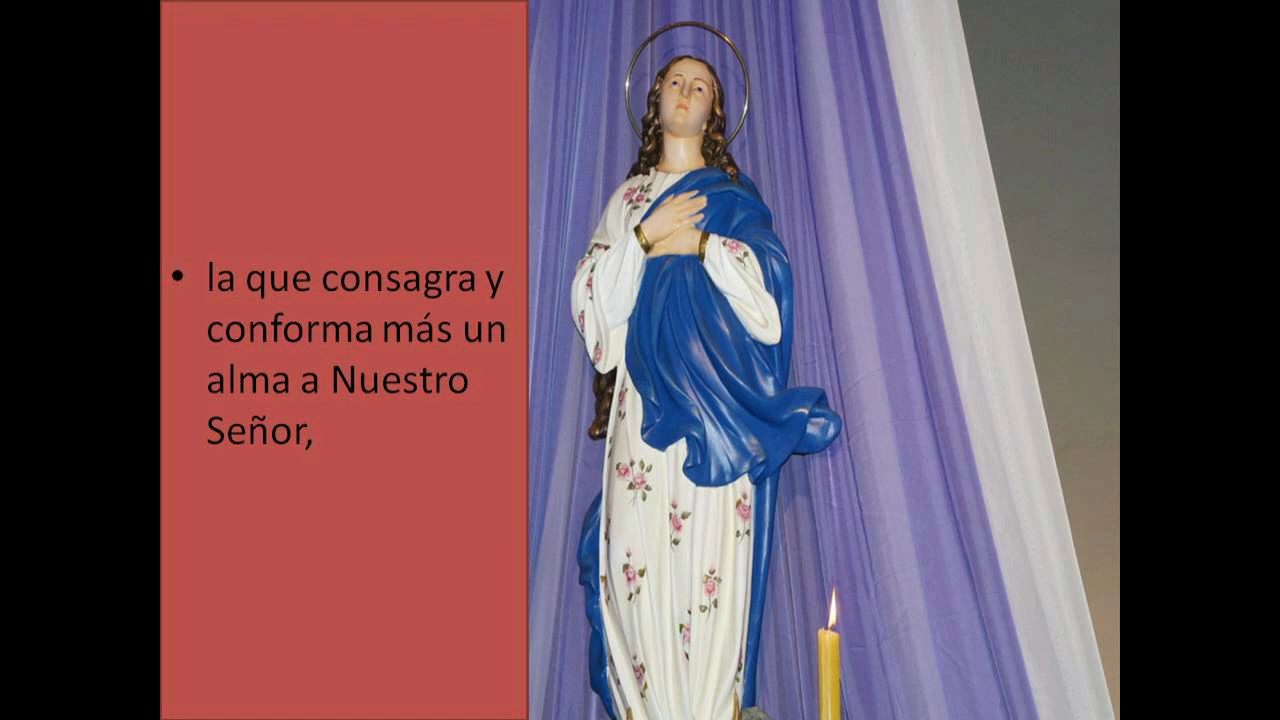 • la que consagra y
conforma más un
alma a Nuestro
Señor,